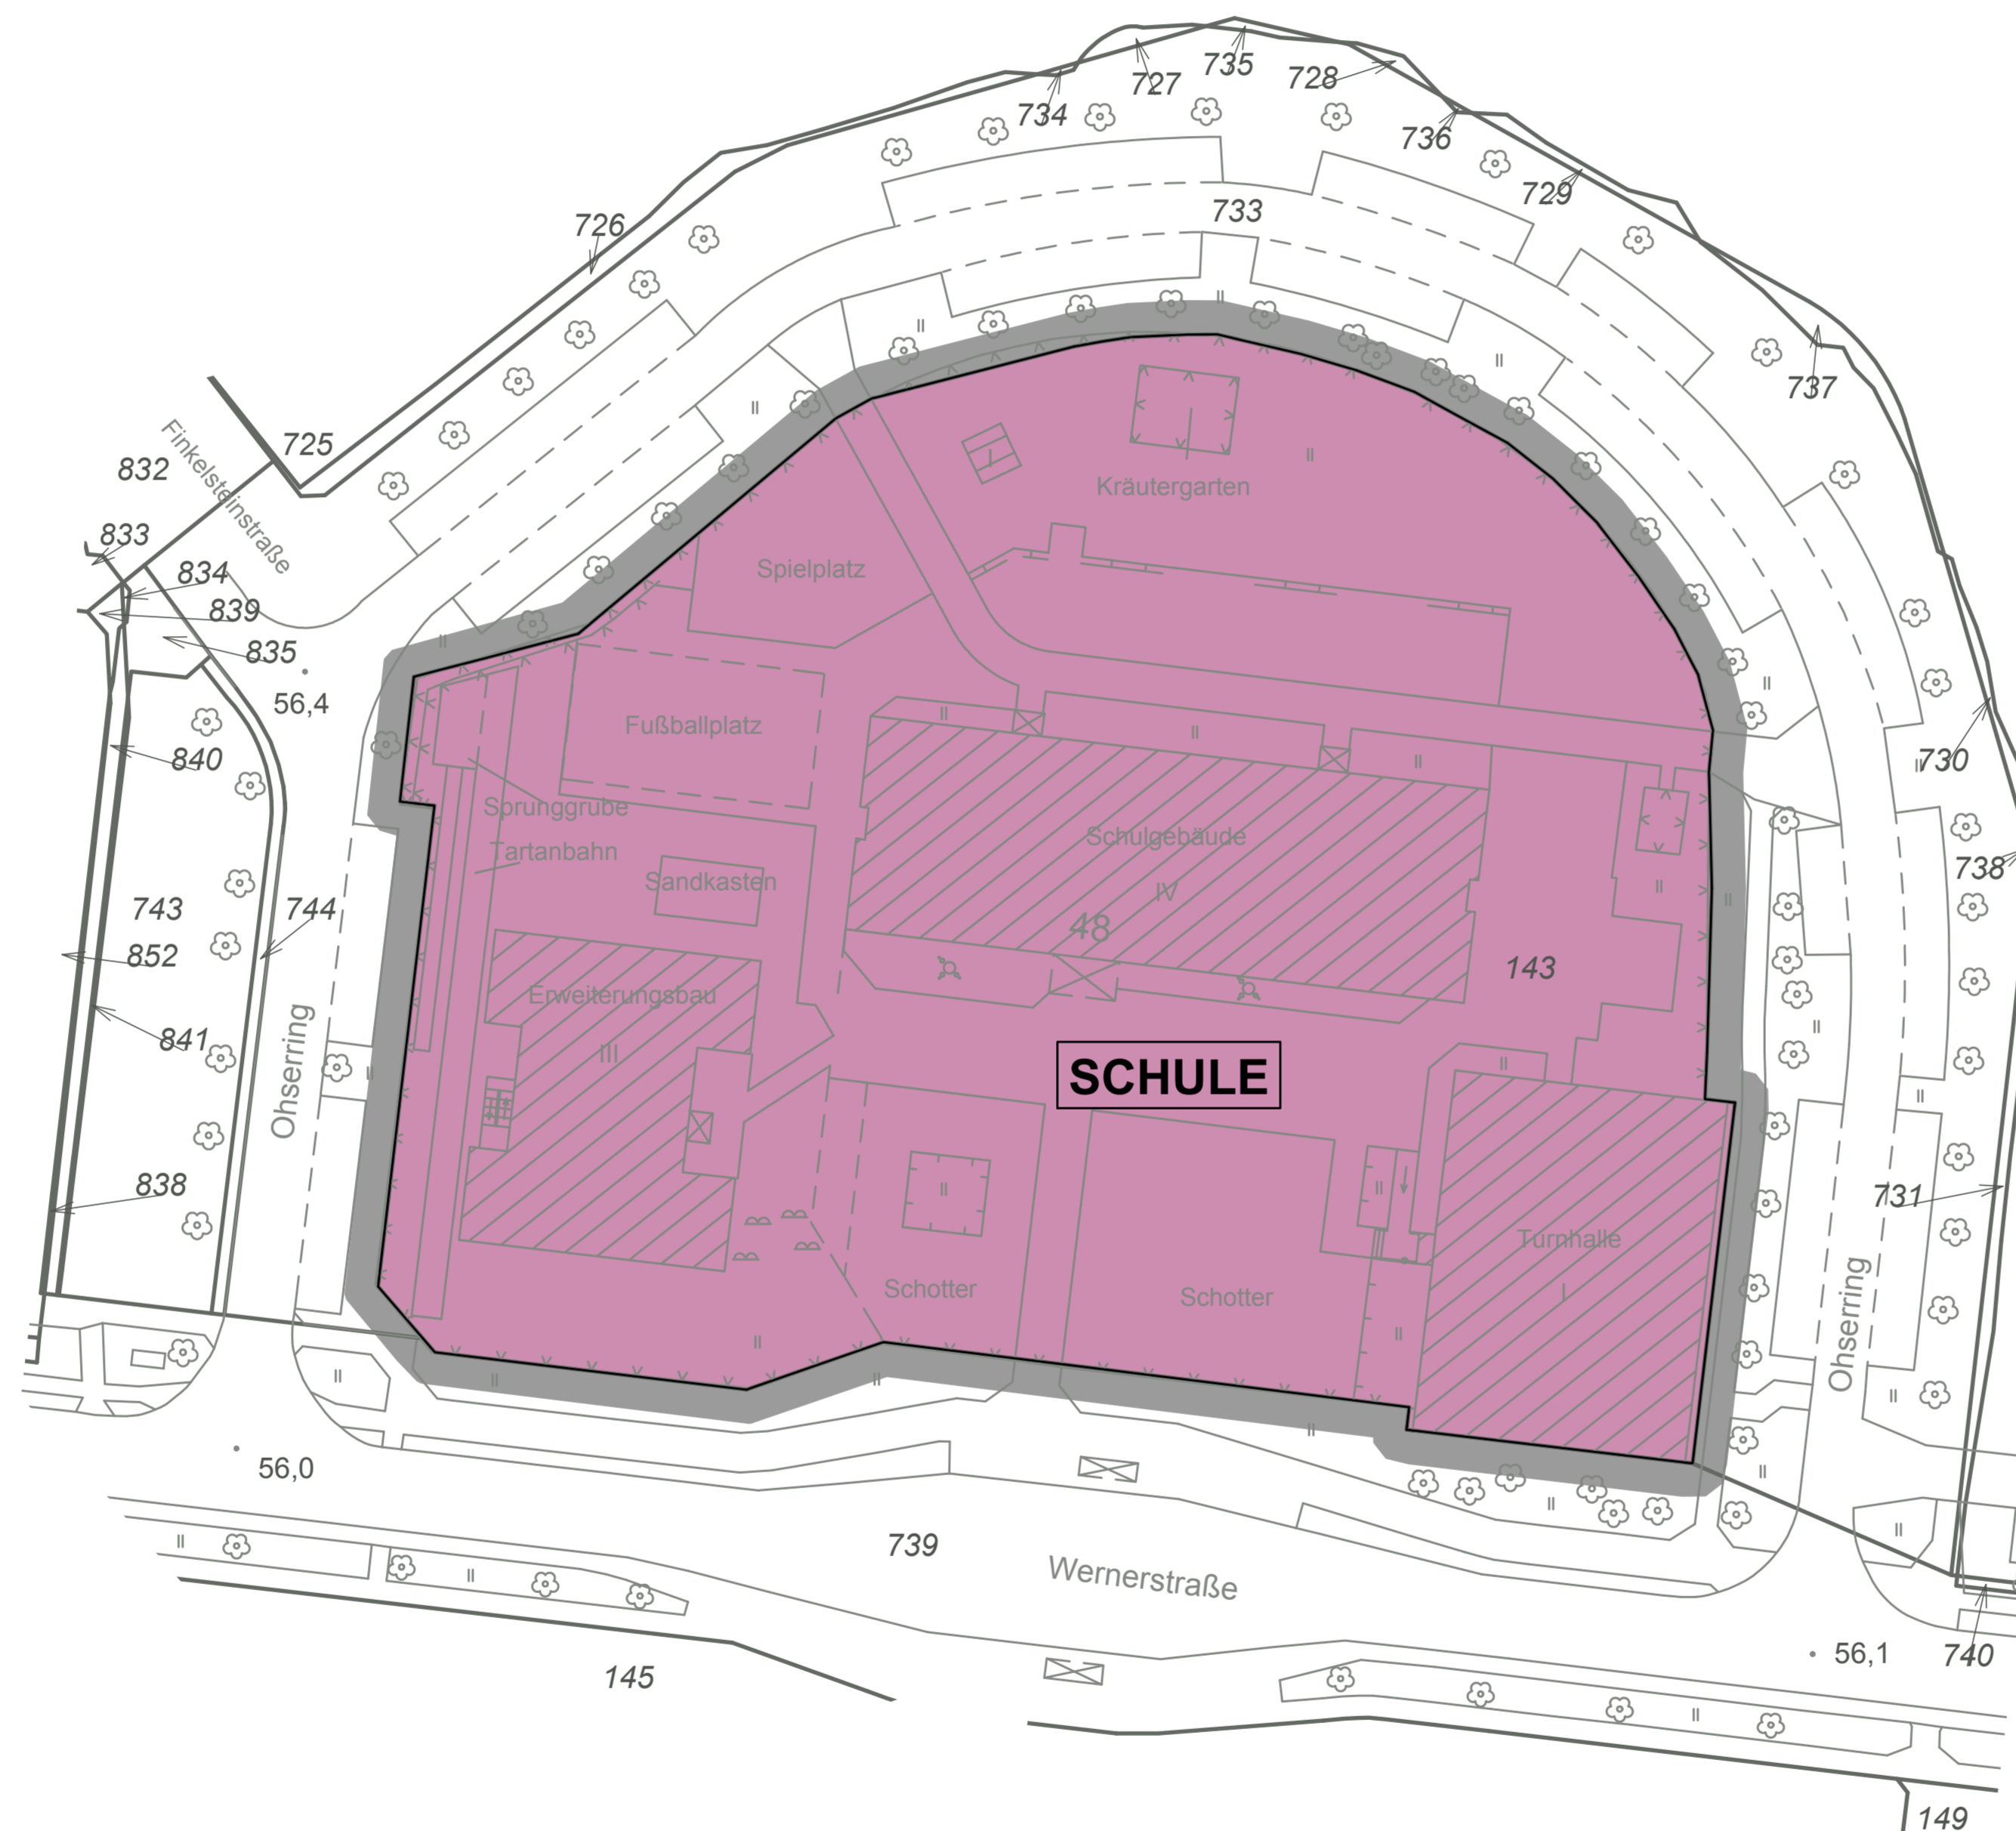 735
727
728
734
736
729
726
733
737
725
832
Finkelsteinstraße
Kräutergarten
833
Spielplatz
834
839
835
56,4
Fußballplatz
840
730
Sprunggrube
Schulgebäude
Tartanbahn
738
Sandkasten
IV
743
744
48
852
143
Erweiterungsbau
841
III
Ohserring
SCHULE
838
731
Turnhalle
Schotter
Schotter
I
Ohserring
56,0
739
Wernerstraße
56,1
740
145
149